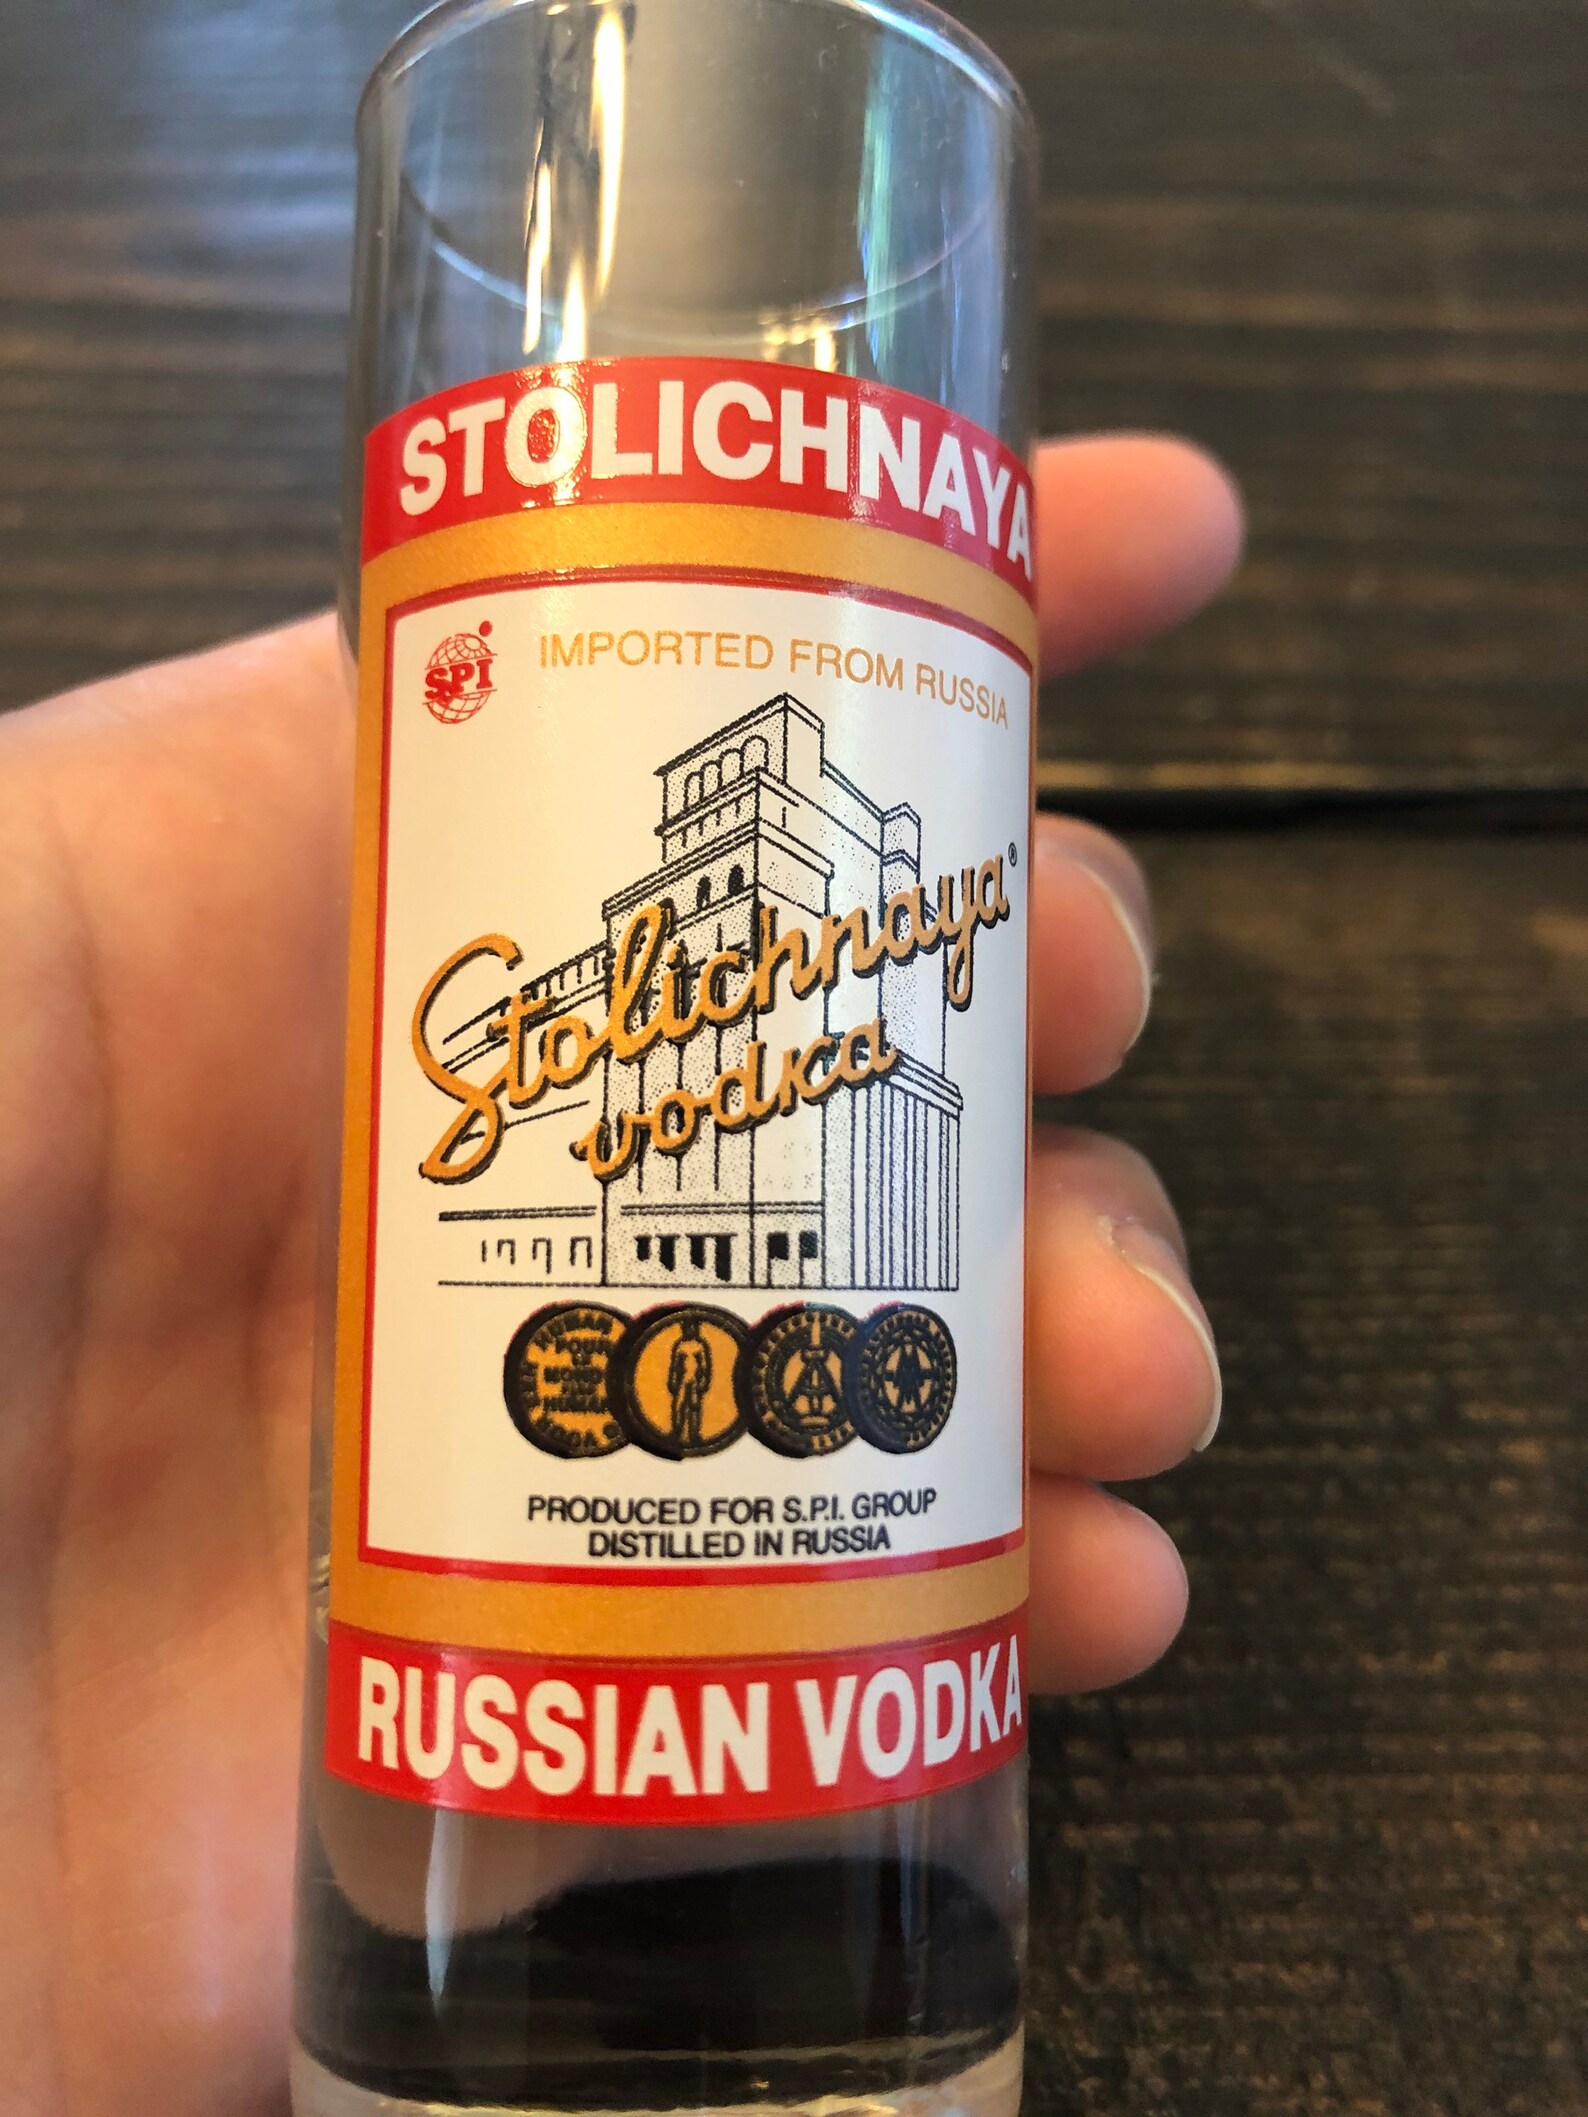 STOLICHNAYA
SPI
IMPORTED FROM RUSSIA
Stolichnaya®
vodka
PRODUCED FOR S.P.I. GROUP
DISTILLED IN RUSSIA
RUSSIAN VODKA